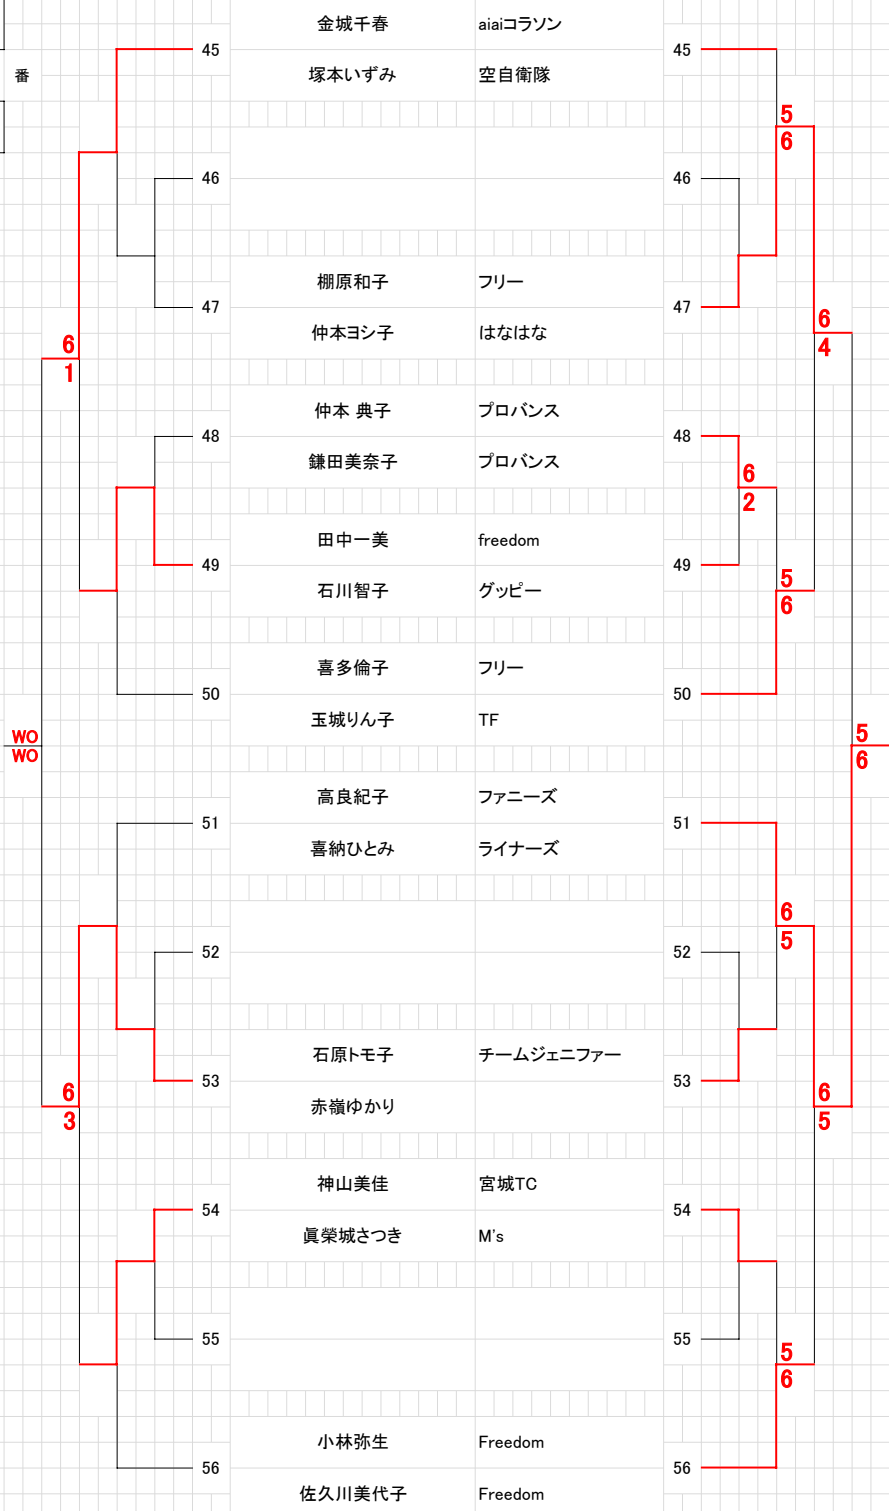 金城千春 aiaiコラソン
45 45
番 塚本いずみ 空自衛隊
5
6
46 46
棚原和子 フリー
47 47
仲本ヨシ子 はなはな
6 6
1 4
仲本 典子 プロバンス
48 48
鎌田美奈子 プロバンス
6
2
田中一美 freedom
49 49
石川智子 グッピー
5
6
喜多倫子 フリー
50 50
玉城りん子 TF
WO 5
WO 6
高良紀子 ファニーズ
51 51
喜納ひとみ ライナーズ
6
5
52 52
石原トモ子 チームジェニファー
53 53
6 6
赤嶺ゆかり
3 5
神山美佳 宮城TC
54 54
眞榮城さつき M's
55 55
5
6
小林弥生 Freedom
56 56
佐久川美代子 Freedom